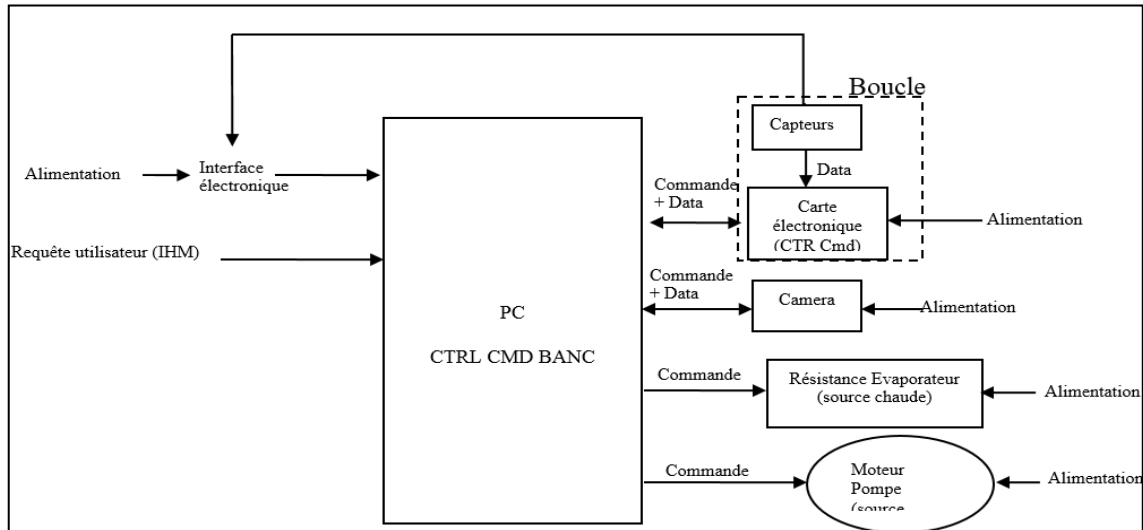 Boucle
Capteurs
Data
Alimentation
Interface
électronique
Commande
+ Data
Carte
électronique
(CTR Cmd)
Alimentation
Requête utilisateur (IHM)
Commande
+ Data
Camera
Alimentation
PC
CTRL CMD BANC
Commande
Résistance Evaporateur
(source chaude)
Alimentation
Commande
Moteur
Pompe
(source
Alimentation